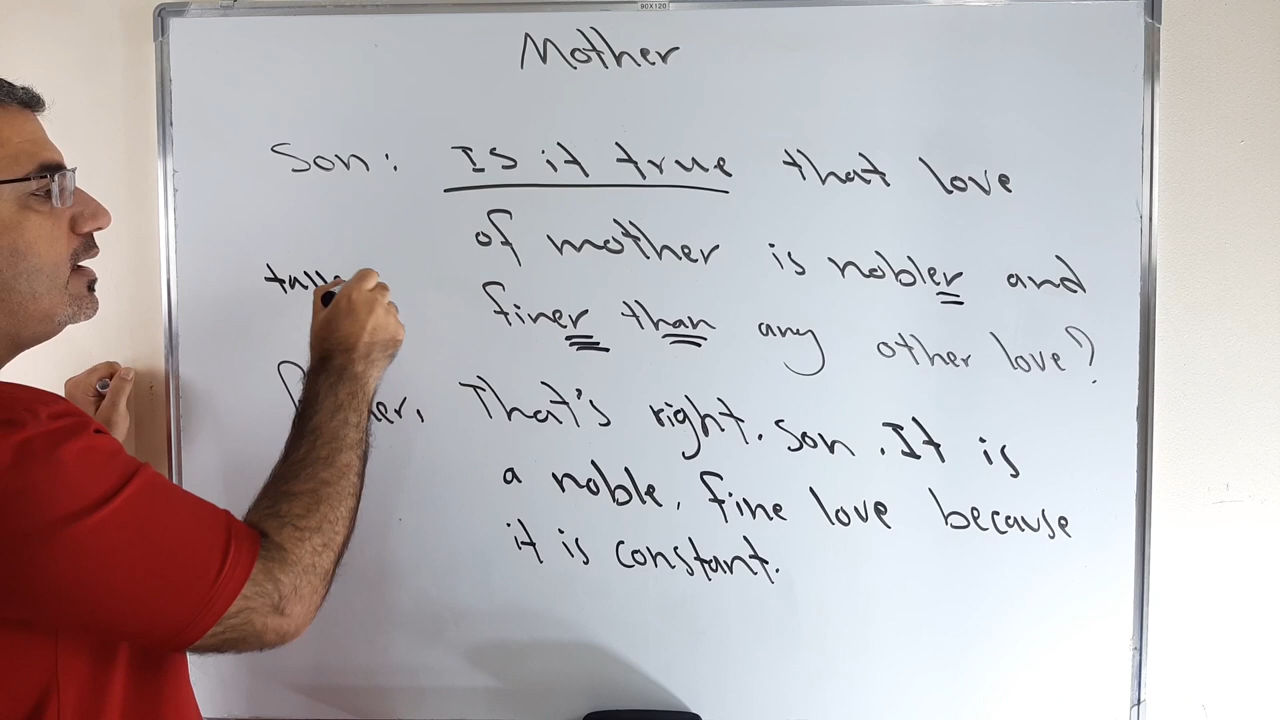 90X120
Mother
Son: Is it true that love
of mother is nobler and
finer than any other love?
That's right. son. It is
a noble, fine love because
it is constant.